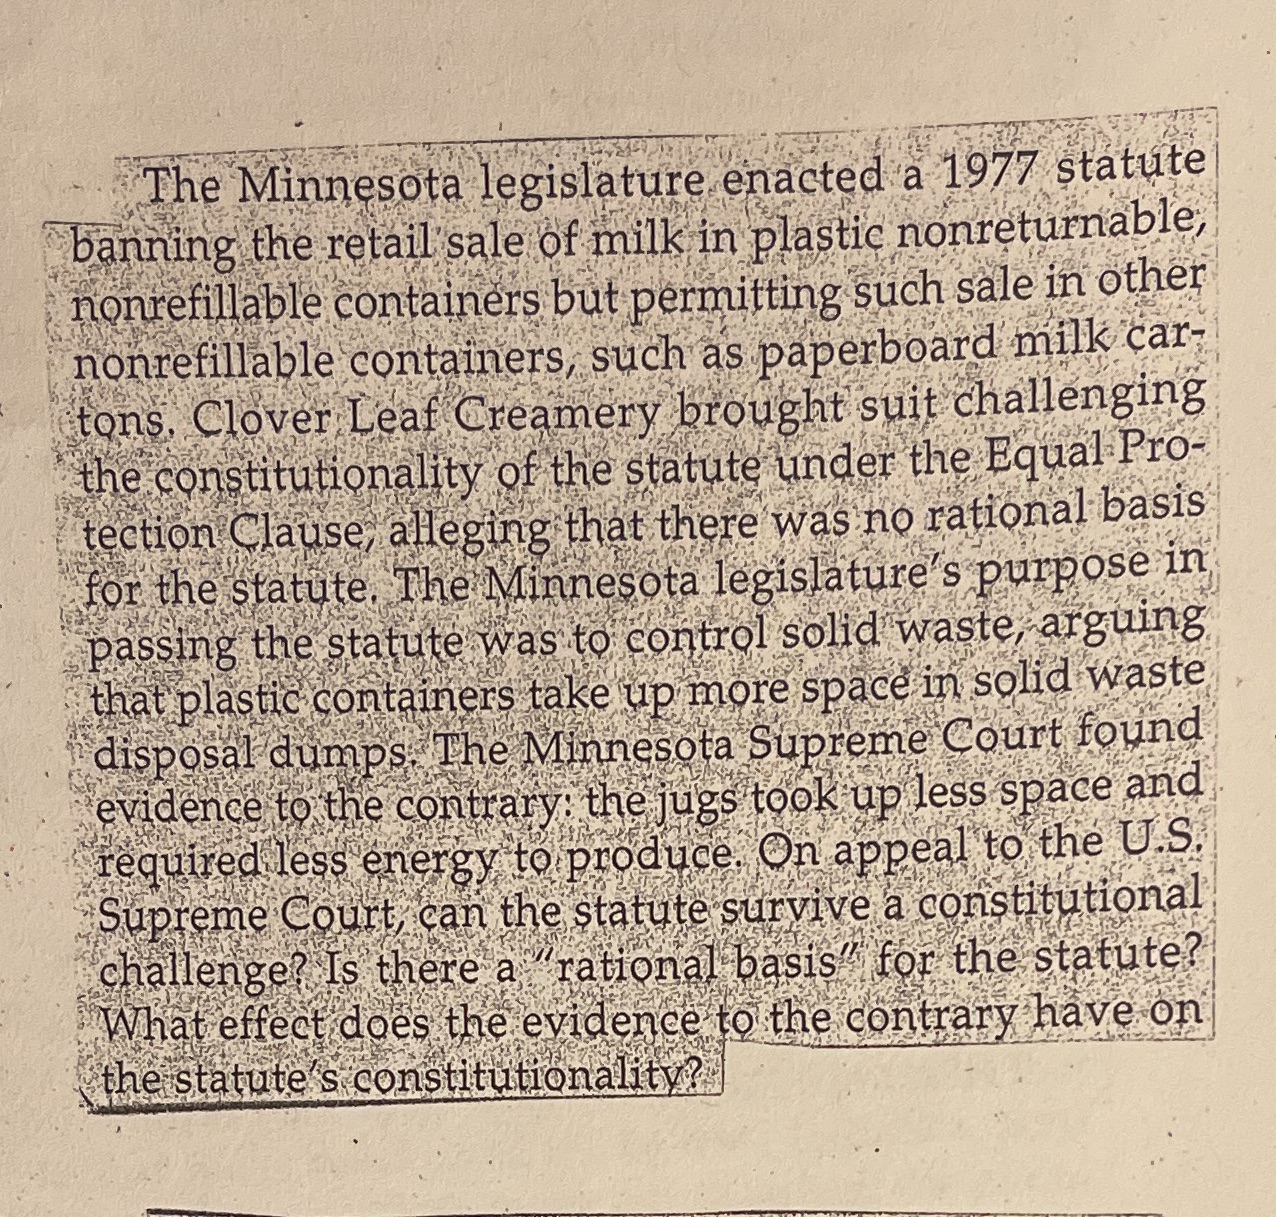 The Minnesota legislature enacted a 1977 statute
banning the retail sale of milk in plastic nonreturnable,
nonrefillable containers but permitting such sale in other
nonrefillable containers, such as paperboard milk car-
tons. Clover Leaf Creamery brought suit challenging
the constitutionality of the statute under the Equal Pro-
tection Clause, alleging that there was no rational basis
for the statute. The Minnesota legislature's purpose in
passing the statute was to control solid waste, arguing
that plastic containers take up more space in solid waste
disposal dumps. The Minnesota Supreme Court found
evidence to the contrary: the jugs took up less space and
required less energy to produce. On appeal to the U.S.
Supreme Court, can the statute survive a constitutional
challenge? Is there a "rational basis" for the statute?
What effect does the evidence to the contrary have on
the statute's constitutionality?